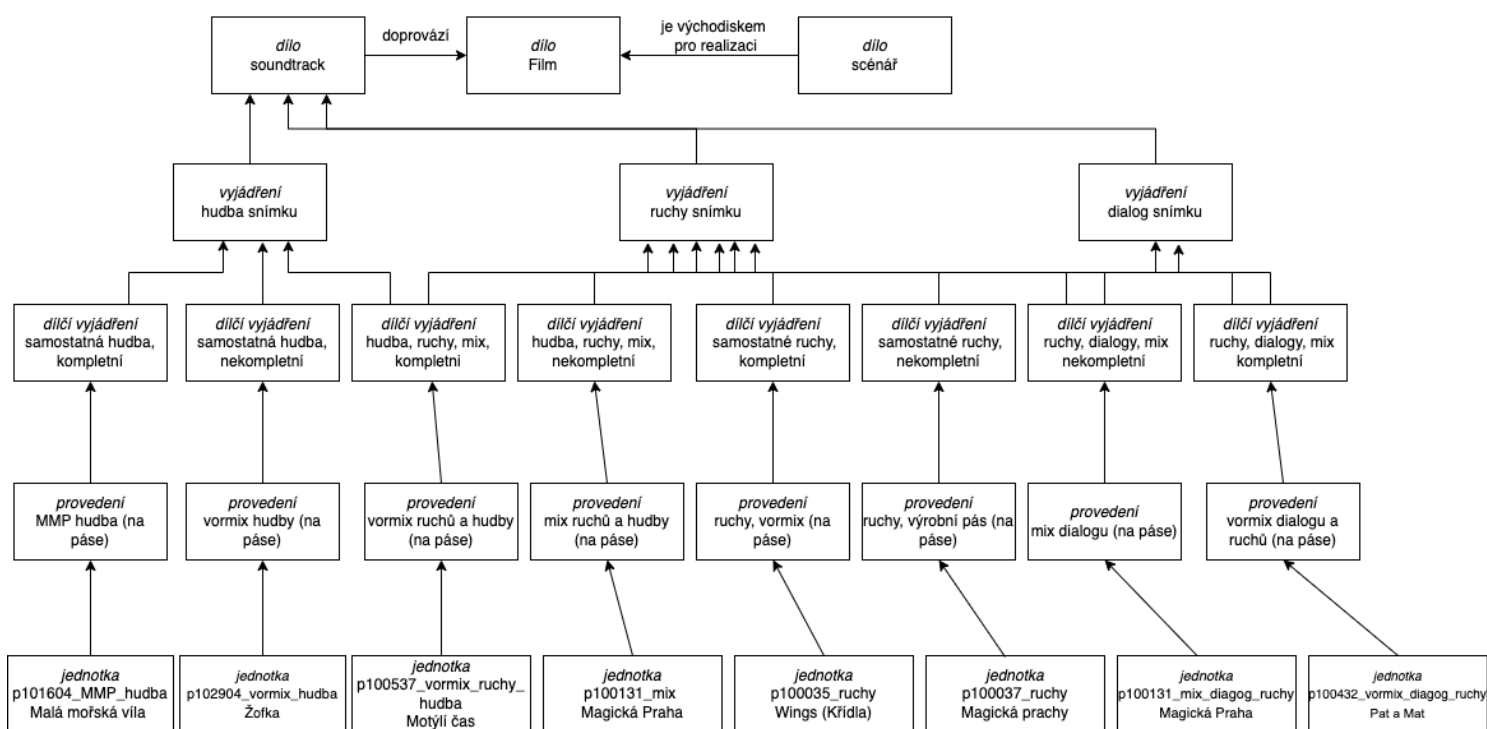 dílo
soundtrack
doprovází
dílo
Film
je východiskem
pro realizaci
dílo
scénář
vyjádření
hudba snímku
vyjádření
ruchy snímku
vyjádření
dialog snímku
dílčí vyjádření
samostatná hudba,
kompletní
dílčí vyjádření
samostatná hudba,
nekompletní
dílčí vyjádření
hudba, ruchy, mix,
kompletni
dílčí vyjádření
hudba, ruchy, mix,
nekompletní
dílčí vyjádření
samostatné ruchy,
kompletní
dílčí vyjádření
samostatné ruchy,
nekompletní
dílčí vyjádření
ruchy, dialogy, mix
nekompletní
dílčí vyjádření
ruchy, dialogy, mix
kompletní
provedení
MMP hudba (na
páse)
provedení
vormix hudby (na
páse)
provedení
vormix ruchů a hudby
(na páse)
provedení
mix ruchů a hudby
(na páse)
provedení
ruchy, vormix (na
páse)
provedení
ruchy, výrobní pás (na
páse)
provedení
mix dialogu (na páse)
provedení
vormix dialogu a
ruchů (na páse)
jednotka
p101604_MMP_hudba
Malá mořská víla
jednotka
p102904_vormix_hudba
Žofka
jednotka
p100537_vormix_ruchy_
hudba
Motýlí čas
jednotka
p100131_mix
Magická Praha
jednotka
p100035_ruchy
Wings (Křídla)
jednotka
p100037_ruchy
Magická prachy
jednotka
p100131_mix_diagog_ruchy
Magická Praha
jednotka
p100432_vormix_diagog_ruchy
Pat a Mat